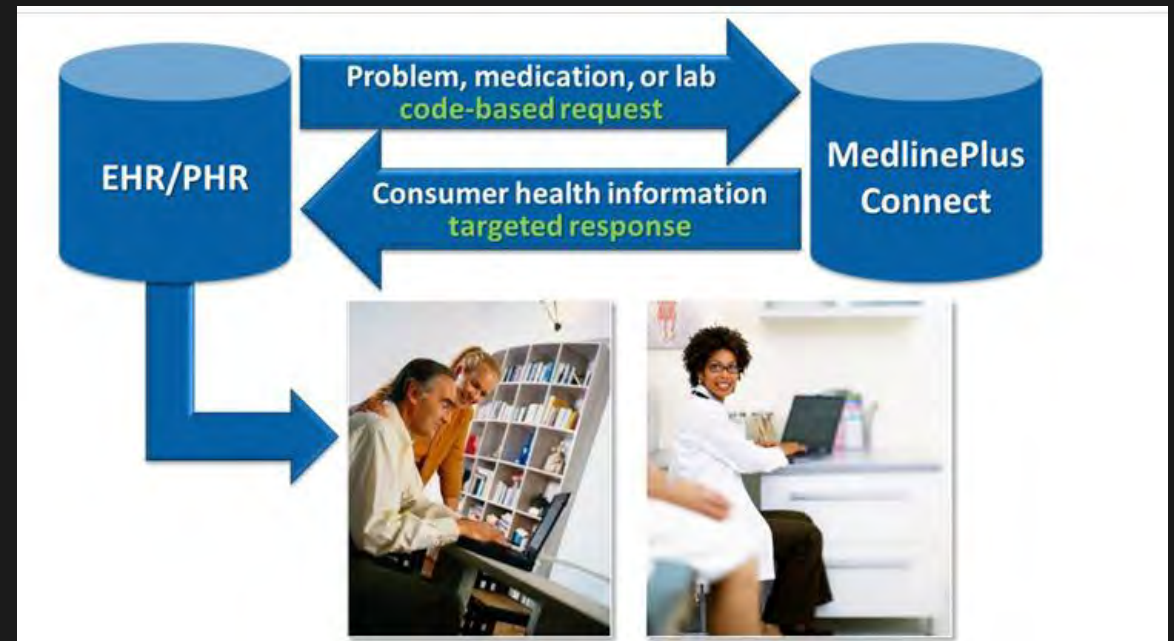 EHR/PHR
Problem, medication, or lab
code-based request
Consumer health information
targeted response
MedlinePlus
Connect